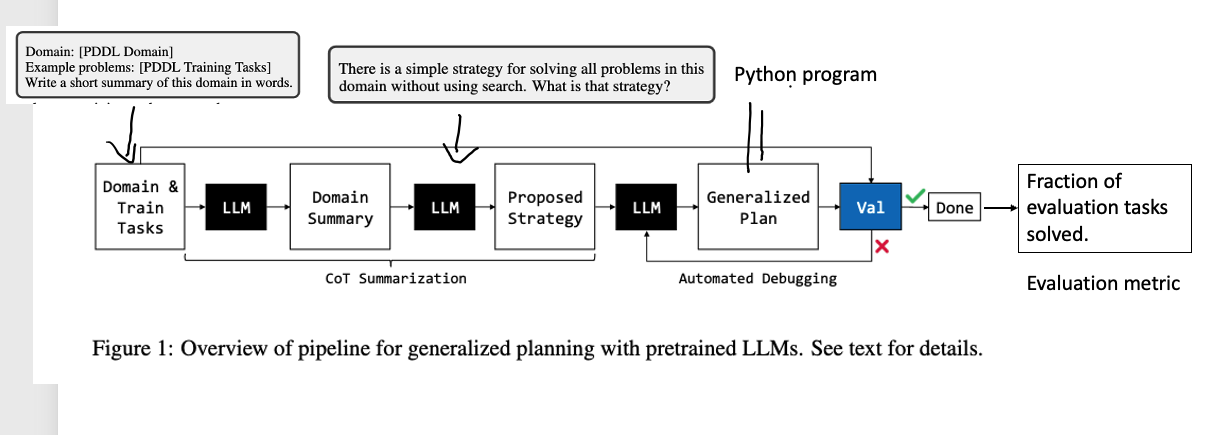 Domain: [PDDL Domain]
Example problems: [PDDL Training Tasks]
Write a short summary of this domain in words.
There is a simple strategy for solving all problems in this
domain without using search. What is that strategy?
Python program
Domain &
Train
Tasks
LLM
Domain
Summary
LLM
Proposed
Strategy
LLM
Generalized
Plan
Val
Done
Fraction of
evaluation tasks
solved.
CoT Summarization
Automated Debugging
Evaluation metric
Figure 1: Overview of pipeline for generalized planning with pretrained LLMs. See text for details.